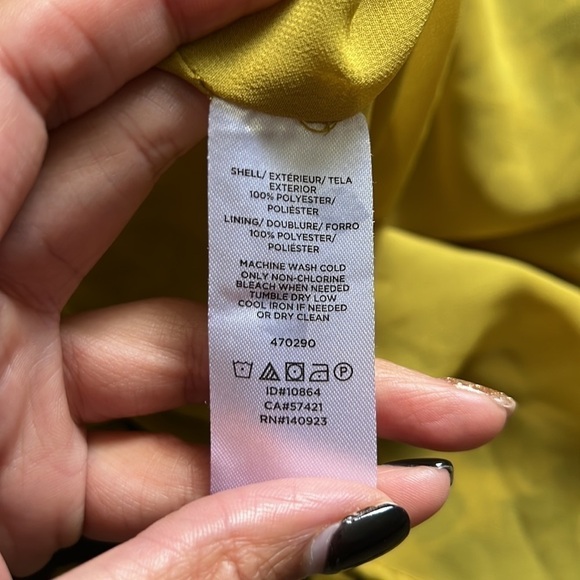 SHELL/ EXTÉRIEUR/ TELA
EXTERIOR
100% POLYESTER/
POLIÉSTER
LINING/ DOUBLURE/ FORRO
100% POLYESTER/
POLIÉSTER
MACHINE WASH COLD
ONLY NON-CHLORINE
BLEACH WHEN NEEDED
TUMBLE DRY LOW
COOL IRON IF NEEDED
OR DRY CLEAN
470290
P
ID#10864
CA#57421
RN#140923